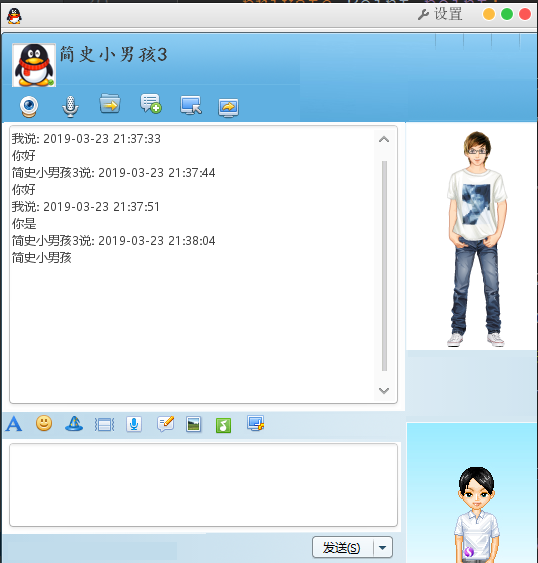 private Point point;
设置
简史小男孩3
我说: 2019-03-23 21:37:33
你好
简史小男孩3说: 2019-03-23 21:37:44
你好
我说: 2019-03-23 21:37:51
你是
简史小男孩3说: 2019-03-23 21:38:04
简史小男孩
发送(S)